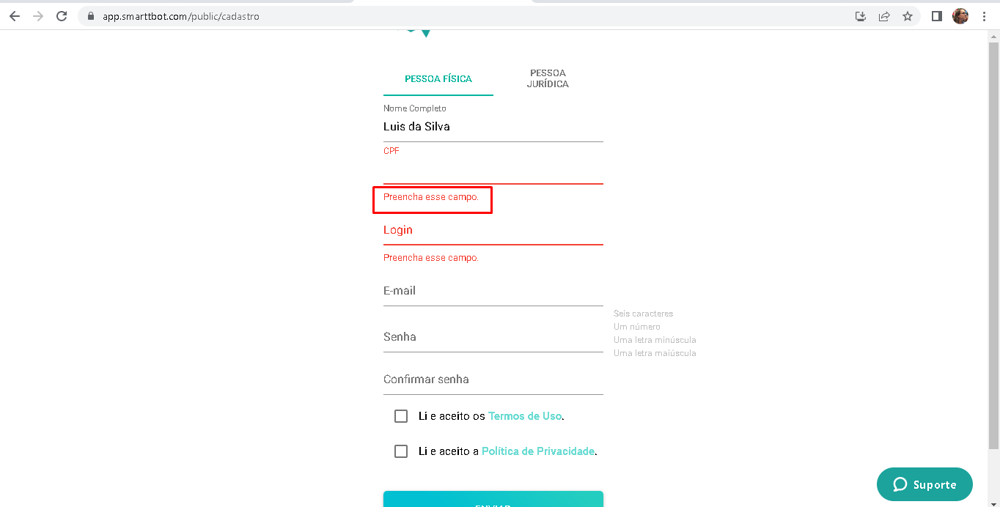 app.smarttbot.com/public/cadastro
PESSOA FÍSICA
PESSOA
JURÍDICA
Nome Completo
Luis da Silva
CPF
Preencha esse campo.
Login
Preencha esse campo.
E-mail
Seis caracteres
Um número
Senha
Uma letra minúscula
Uma letra maiúscula
Confirmar senha
Li e aceito os Termos de Uso.
Li e aceito a Política de Privacidade.
Suporte
ENVIAR